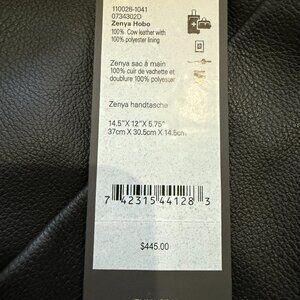 110028-1041
0734302D
Zenya Hobo
100% Cow leather with
100% polyester lining
Zenya sac à main
100% cuir de vachette et
doublure 100% polyester
Zenya handtasche
14.5"X 12"X 5.75"
37cm X 30.5cm X 14.5cm
7 42315 44128 3
$445.00